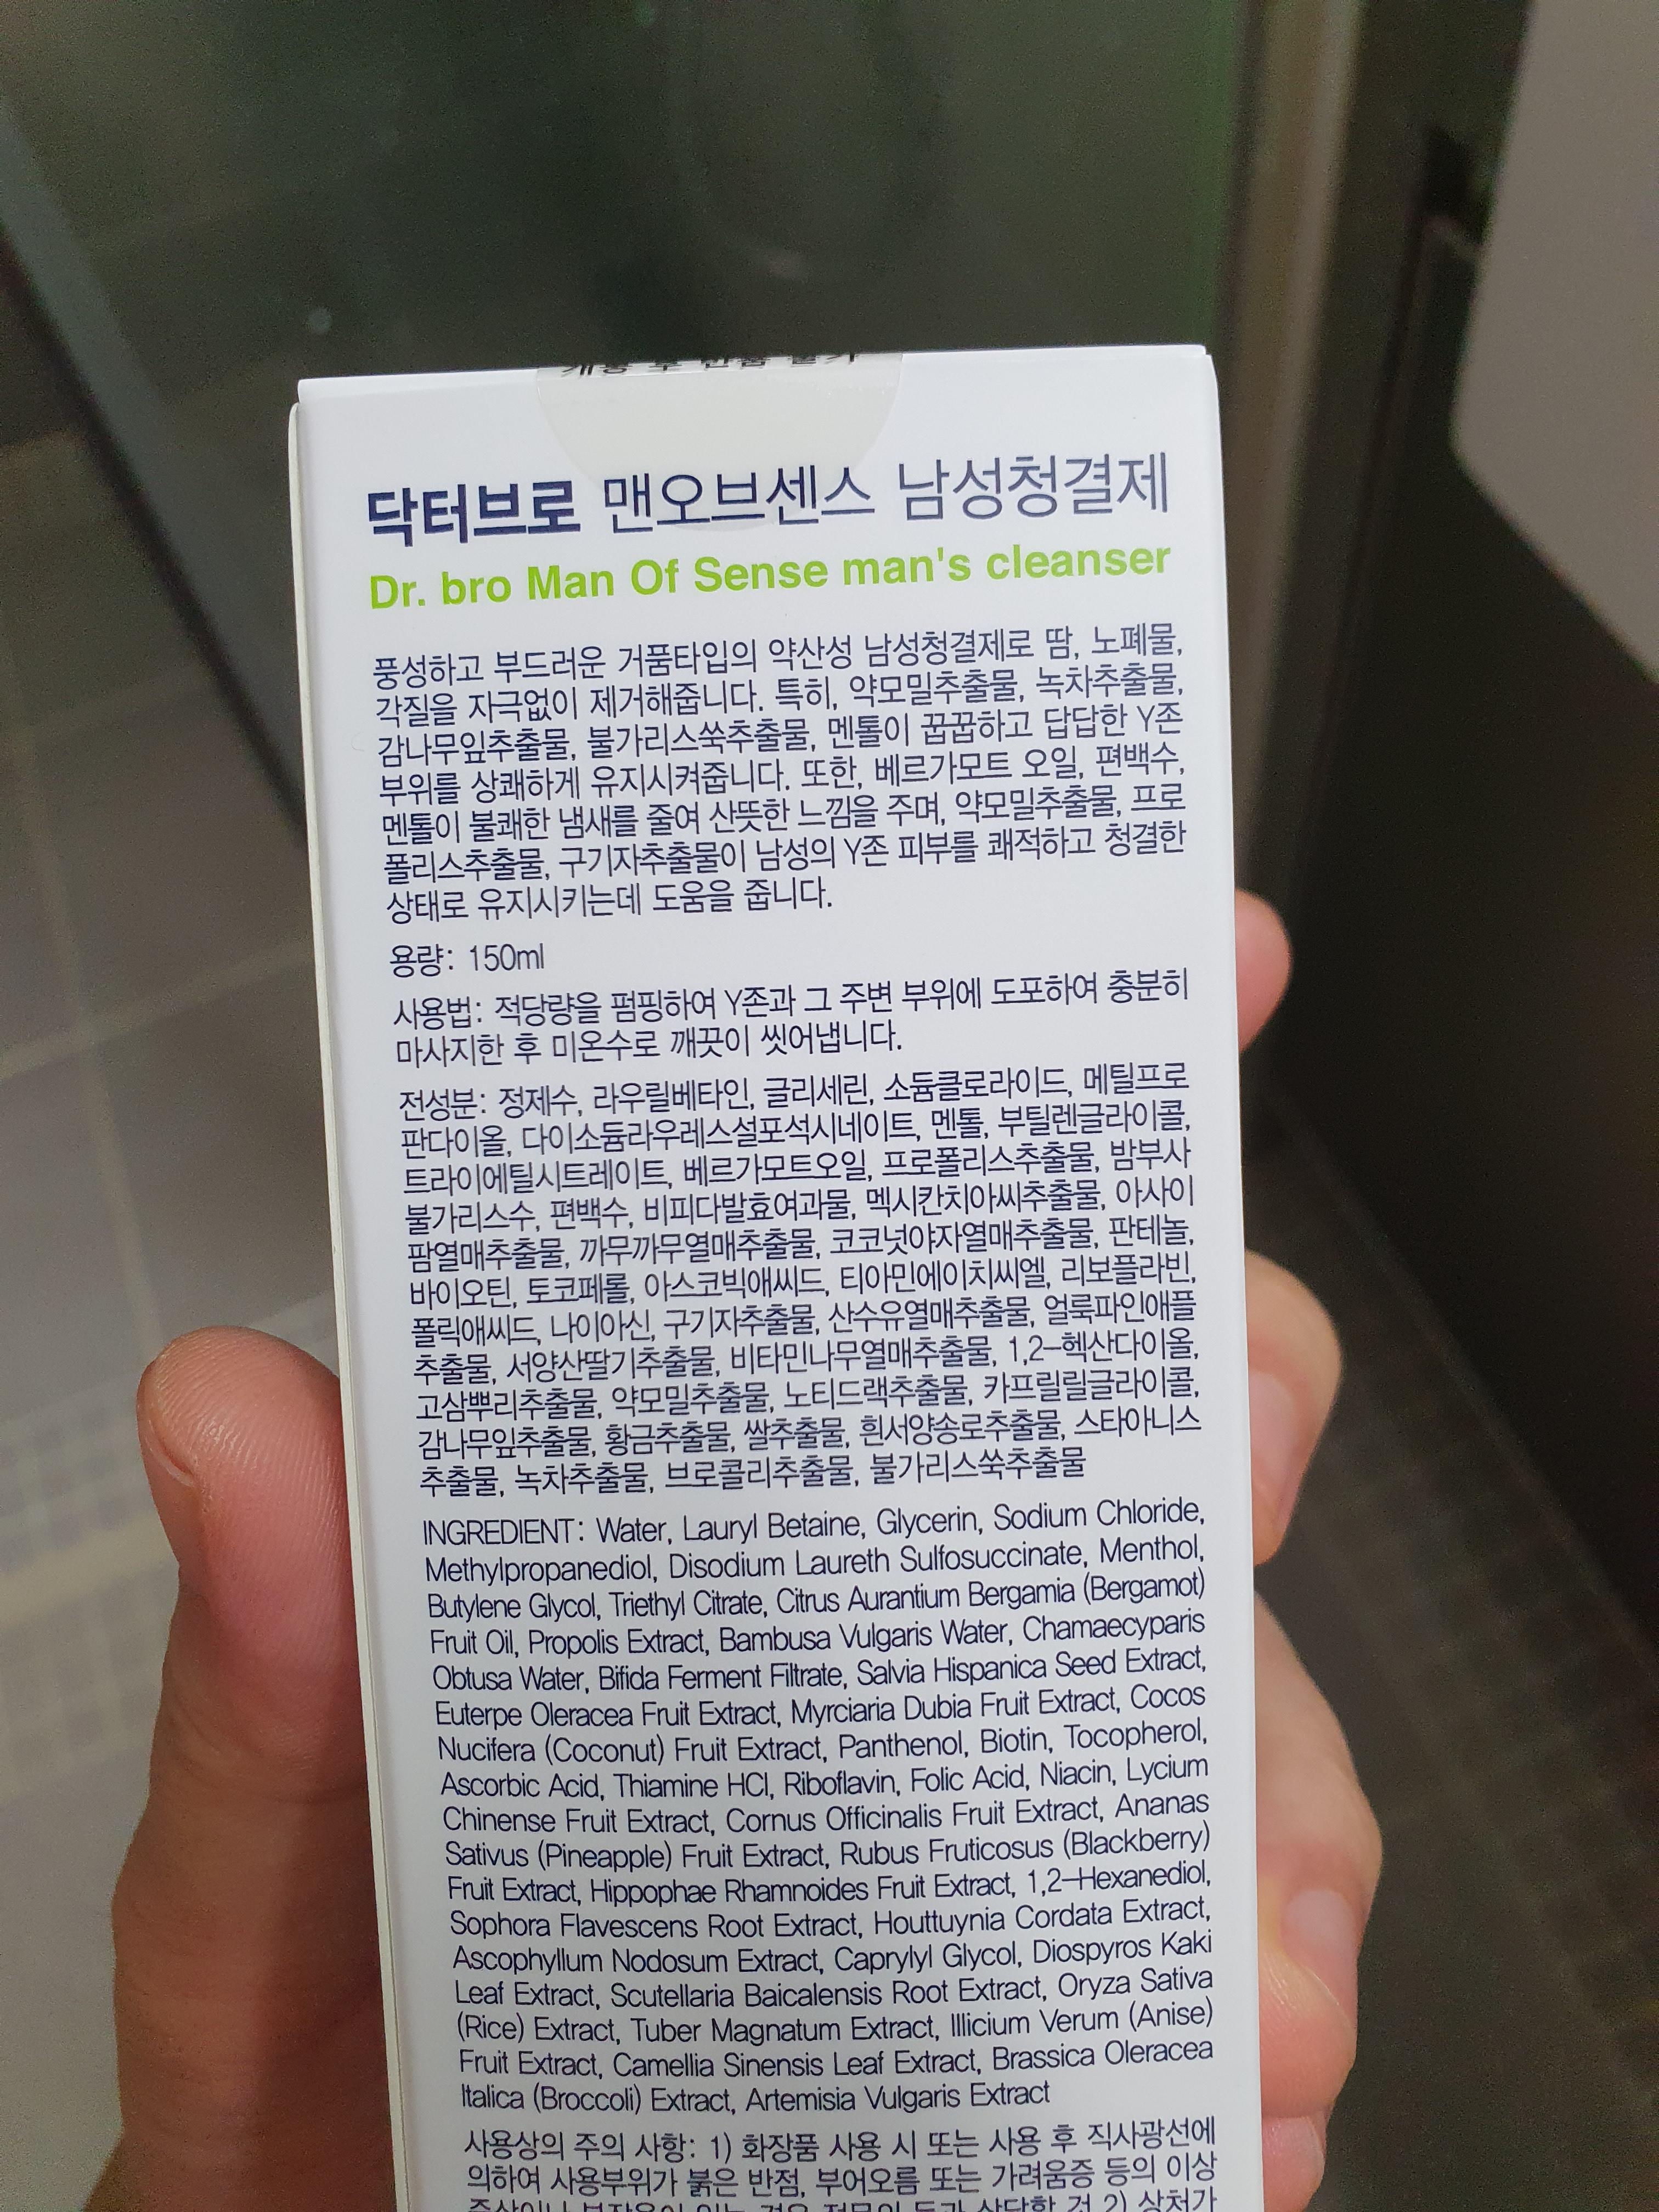 개봉 후 반품 불가
닥터브로 맨오브센스 남성청결제
Dr. bro Man Of Sense man's cleanser
풍성하고 부드러운 거품타입의 약산성 남성청결제로 땀, 노폐물,
각질을 자극없이 제거해줍니다. 특히, 약모밀추출물, 녹차추출물,
감나무잎추출물, 불가리스쑥추출물, 멘톨이 꿉꿉하고 답답한 Y존
부위를 상쾌하게 유지시켜줍니다. 또한, 베르가모트 오일, 편백수,
멘톨이 불쾌한 냄새를 줄여 산뜻한 느낌을 주며, 약모밀추출물, 프로
폴리스추출물, 구기자추출물이 남성의 Y존 피부를 쾌적하고 청결한
상태로 유지시키는데 도움을 줍니다.
용량: 150ml
사용법: 적당량을 펌핑하여 Y존과 그 주변 부위에 도포하여 충분히
마사지한 후 미온수로 깨끗이 씻어냅니다.
전성분: 정제수, 라우릴베타인, 글리세린, 소듐클로라이드, 메틸프로
판다이올, 다이소듐라우레스설포석시네이트, 멘톨, 부틸렌글라이콜,
트라이에틸시트레이트, 베르가모트오일, 프로폴리스추출물, 밤부사
불가리스수, 편백수, 비피다발효여과물, 멕시칸치아씨추출물, 아사이
팜열매추출물, 까무까무열매추출물, 코코넛야자열매추출물, 판테놀,
바이오틴, 토코페롤, 아스코빅애씨드, 티아민에이치씨엘, 리보플라빈,
폴릭애씨드, 나이아신, 구기자추출물, 산수유열매추출물, 얼룩파인애플
추출물, 서양산딸기추출물, 비타민나무열매추출물, 1,2-헥산다이올,
고삼뿌리추출물, 약모밀추출물, 노티드랙추출물, 카프릴릴글라이콜,
감나무잎추출물, 황금추출물, 쌀추출물, 흰서양송로추출물, 스타아니스
추출물, 녹차추출물, 브로콜리추출물, 불가리스쑥추출물
INGREDIENT: Water, Lauryl Betaine, Glycerin, Sodium Chloride,
Methylpropanediol, Disodium Laureth Sulfosuccinate, Menthol,
Butylene Glycol, Triethyl Citrate, Citrus Aurantium Bergamia (Bergamot)
Fruit Oil, Propolis Extract, Bambusa Vulgaris Water, Chamaecyparis
Obtusa Water, Bifida Ferment Filtrate, Salvia Hispanica Seed Extract,
Euterpe Oleracea Fruit Extract, Myrciaria Dubia Fruit Extract, Cocos
Nucifera (Coconut) Fruit Extract, Panthenol, Biotin, Tocopherol,
Ascorbic Acid, Thiamine HCl, Riboflavin, Folic Acid, Niacin, Lycium
Chinense Fruit Extract, Cornus Officinalis Fruit Extract, Ananas
Sativus (Pineapple) Fruit Extract, Rubus Fruticosus (Blackberry)
Fruit Extract, Hippophae Rhamnoides Fruit Extract, 1,2-Hexanediol,
Sophora Flavescens Root Extract, Houttuynia Cordata Extract,
Ascophyllum Nodosum Extract, Caprylyl Glycol, Diospyros Kaki
Leaf Extract, Scutellaria Baicalensis Root Extract, Oryza Sativa
(Rice) Extract, Tuber Magnatum Extract, Illicium Verum (Anise)
Fruit Extract, Camellia Sinensis Leaf Extract, Brassica Oleracea
Italica (Broccoli) Extract, Artemisia Vulgaris Extract
사용상의 주의 사항: 1) 화장품 사용 시 또는 사용 후 직사광선에
의하여 사용부위가 붉은 반점, 부어오름 또는 가려움증 등의 이상
증상이나 부작용이 있는 경우 전문의 등과 상담할 것 2) 상처가